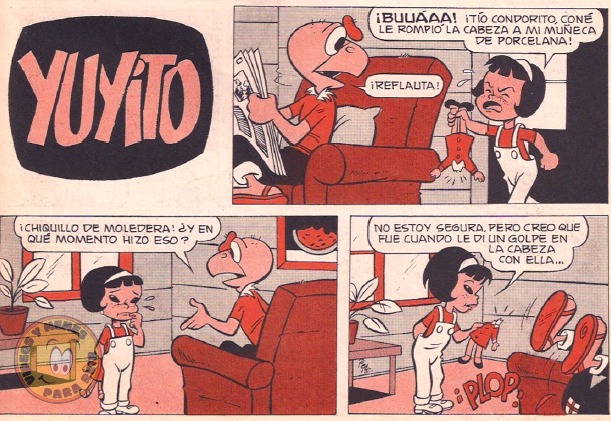 YUYITO
¡BUUÁAA! ¡TÍO CONDORITO, CONÉ
LE ROMPIÓ LA CABEZA A MI MUÑECA
DE PORCELANA!
¡REFLAUTA!
¡CHIQUILLO DE MOLEDERA! ¿Y EN
QUÉ MOMENTO HIZO ESO?
NO ESTOY SEGURA, PERO CREO QUE
FUE CUANDO LE DI UN GOLPE EN
LA CABEZA
CON ELLA...
¡PLOP!
PARA